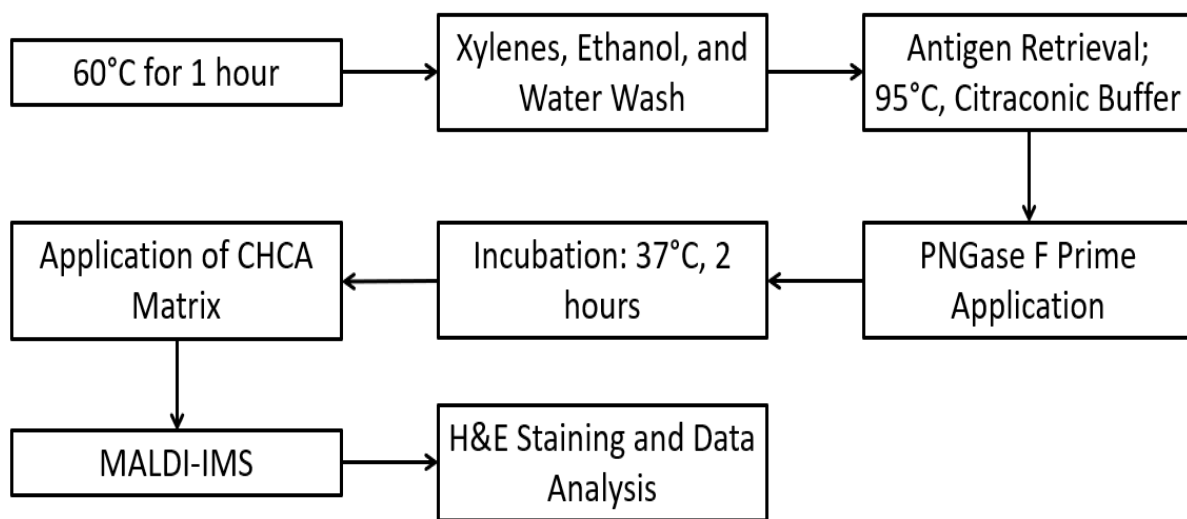 60°C for 1 hour
Xylenes, Ethanol, and
Water Wash
Antigen Retrieval;
95°C, Citraconic Buffer
PNGase F Prime
Application
Incubation: 37°C, 2
hours
Application of CHCA
Matrix
MALDI-IMS
H&E Staining and Data
Analysis